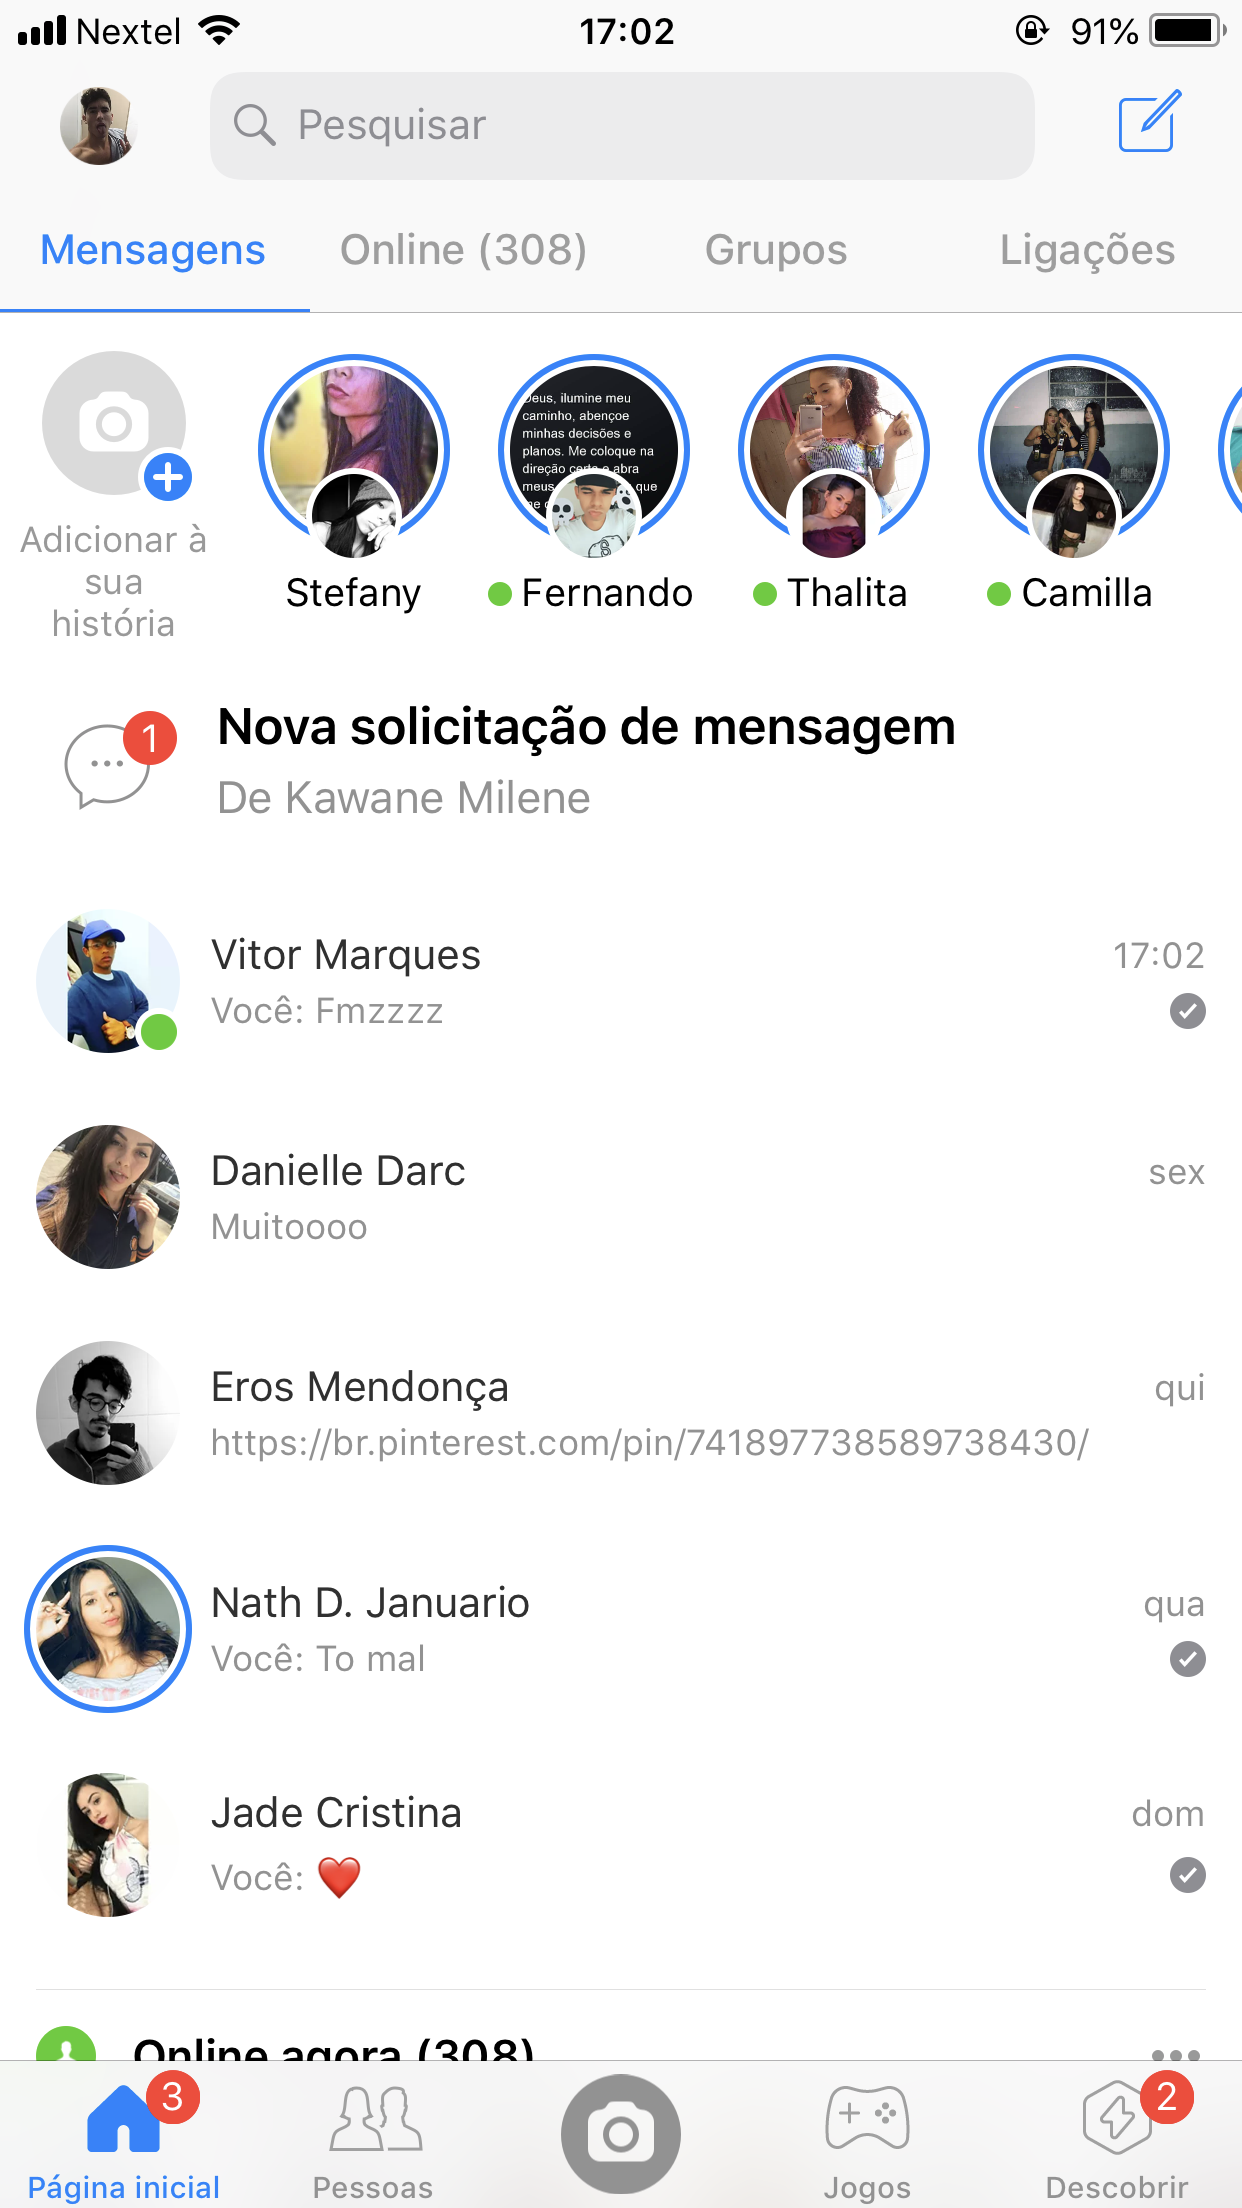 Nextel
17:02
91%
Pesquisar
Mensagens
Online (308)
Grupos
Ligações
Adicionar à
sua
história
Deus, ilumine meu
caminho, abençoe
minhas decisões e
planos. Me coloque na
direção certa e abra
meus que
me
Stefany
Fernando
Thalita
Camilla
1
Nova solicitação de mensagem
De Kawane Milene
Vitor Marques
17:02
Você: Fmzzzz
Danielle Darc
sex
Muitoooo
Eros Mendonça
qui
https://br.pinterest.com/pin/741897738589738430/
Nath D. Januario
qua
Você: To mal
Jade Cristina
dom
Você: ❤️
Online agora (308)
3
2
Página inicial
Pessoas
Jogos
Descobrir